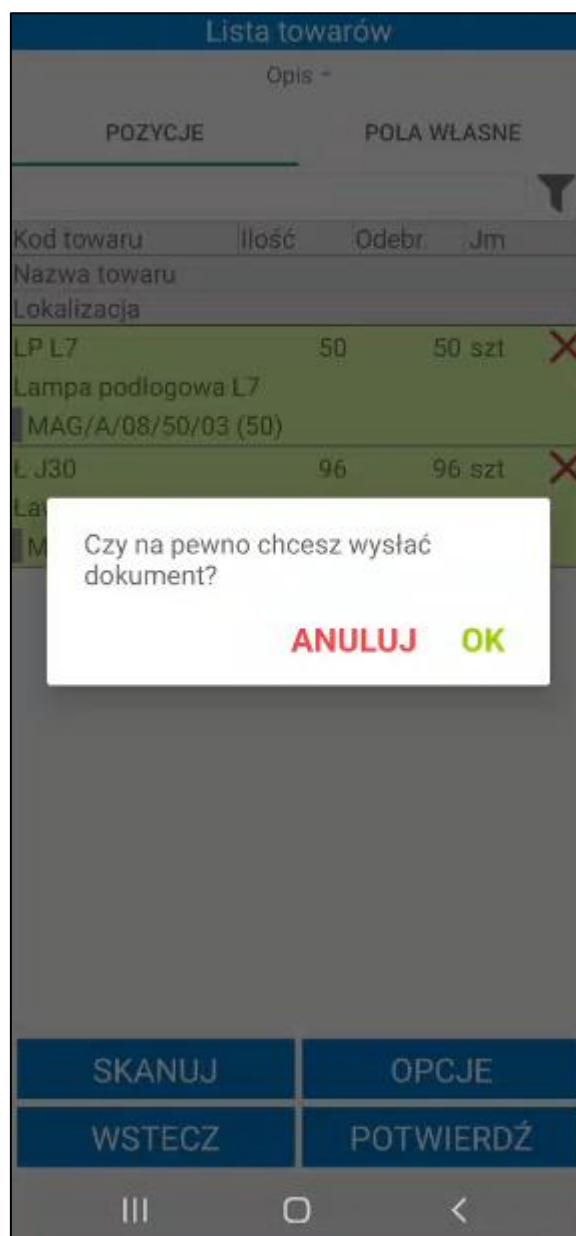 Lista towarów
Opis -
POZYCJE POLA WŁASNE
Kod towaru Ilość Odebr. Jm
Nazwa towaru
Lokalizacja
LP L7 50 50 szt
Lampa podłogowa L7
MAG/A/08/50/03 (50)
Ł J30 96 96 szt
Czy na pewno chcesz wysłać
dokument?
ANULUJ OK
SKANUJ OPCJE
WSTECZ POTWIERDŹ